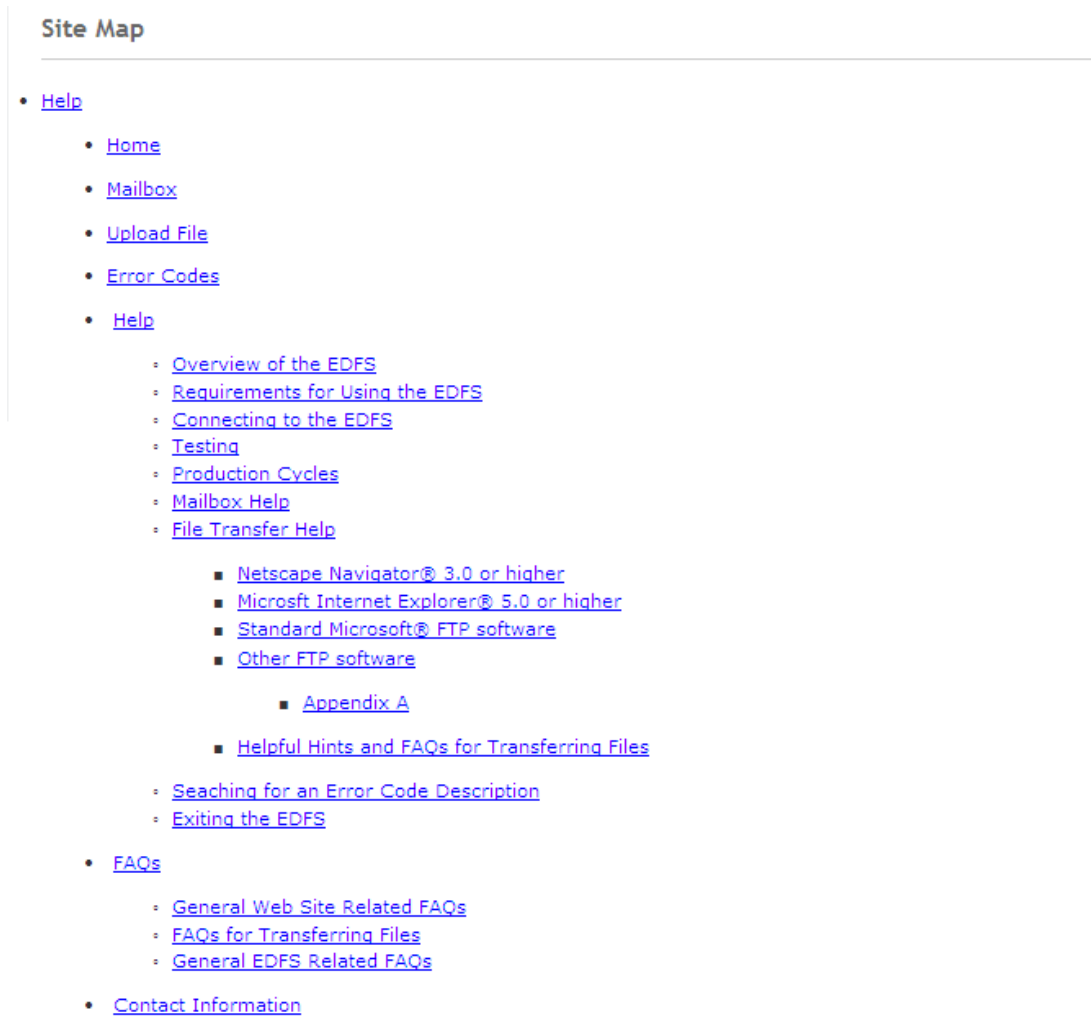 Site Map
Help
Home
Mailbox
Upload File
Error Codes
Help
Overview of the EDFS
Requirements for Using the EDFS
Connecting to the EDFS
Testing
Production Cycles
Mailbox Help
File Transfer Help
Netscape Navigator® 3.0 or higher
Microsft Internet Explorer® 5.0 or higher
Standard Microsoft® FTP software
Other FTP software
Appendix A
Helpful Hints and FAQs for Transferring Files
Seaching for an Error Code Description
Exiting the EDFS
FAQs
General Web Site Related FAQs
FAQs for Transferring Files
General EDFS Related FAQs
Contact Information